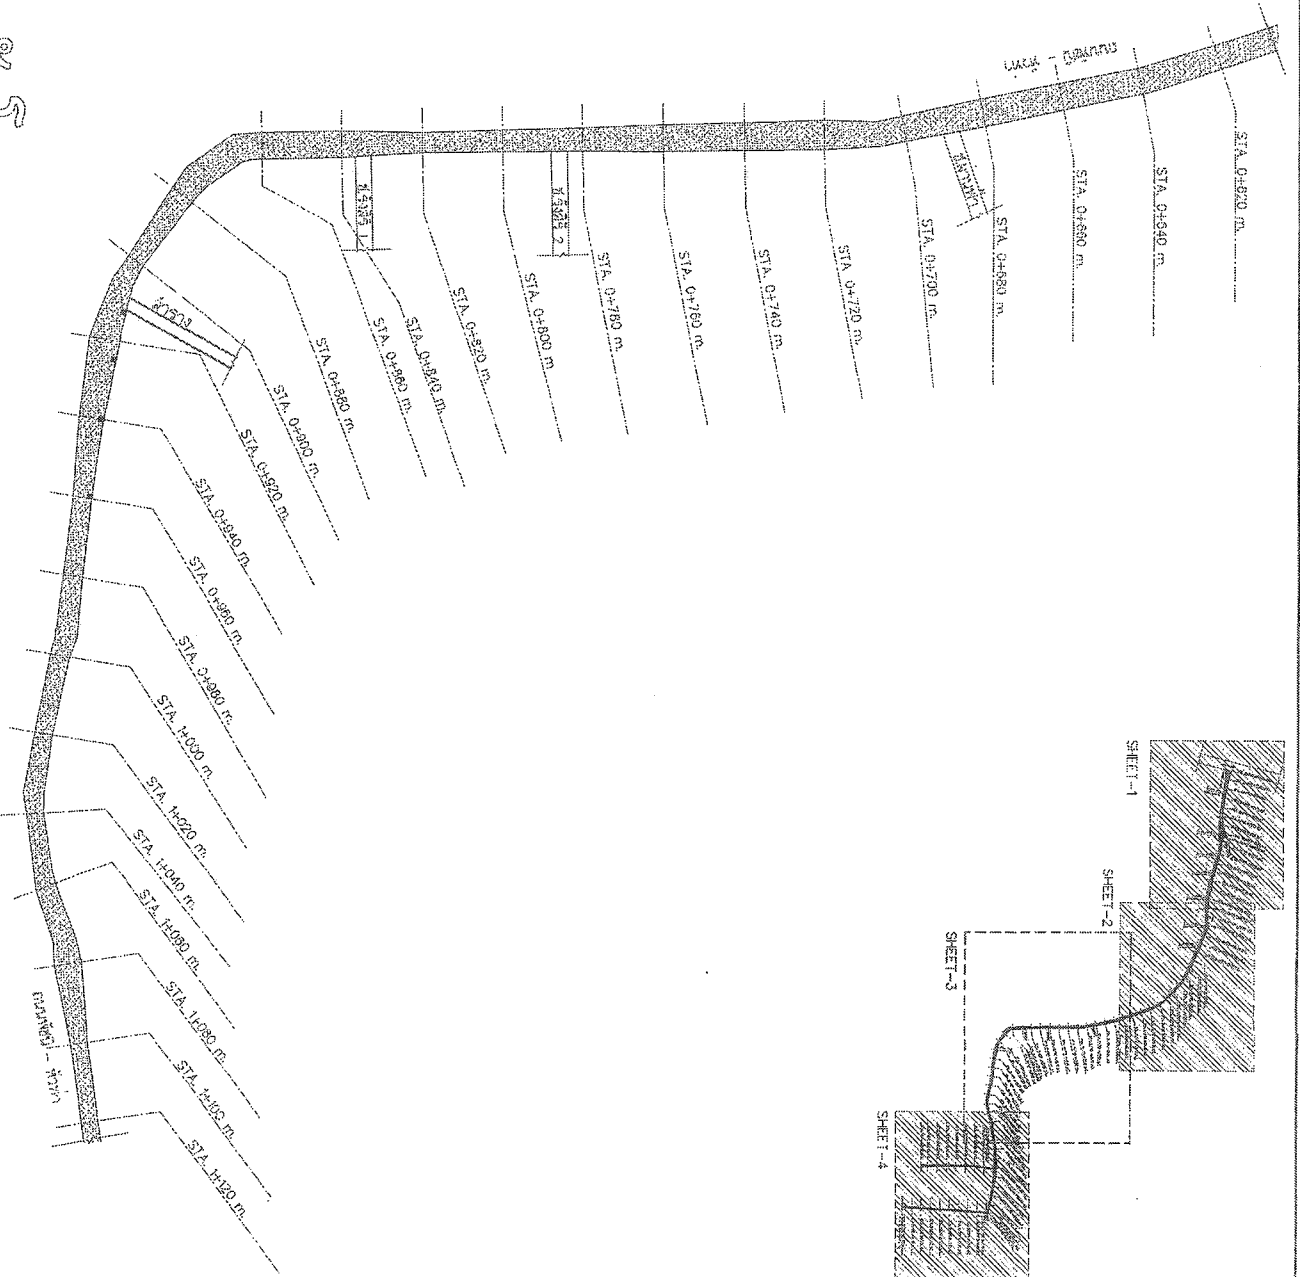 STA. 0+620 m.
STA. 0+640 m.
STA. 0+660 m.
STA. 0+680 m.
STA. 0+700 m.
STA. 0+720 m.
STA. 0+740 m.
STA. 0+760 m.
STA. 0+780 m.
STA. 0+800 m.
STA. 0+820 m.
STA. 0+840 m.
STA. 0+860 m.
STA. 0+880 m.
STA. 0+900 m.
STA. 0+920 m.
STA. 0+940 m.
STA. 0+960 m.
STA. 0+980 m.
STA. 1+000 m.
STA. 1+020 m.
STA. 1+040 m.
STA. 1+060 m.
STA. 1+080 m.
STA. 1+100 m.
STA. 1+120 m.
SHEET-1
SHEET-2
SHEET-3
SHEET-4